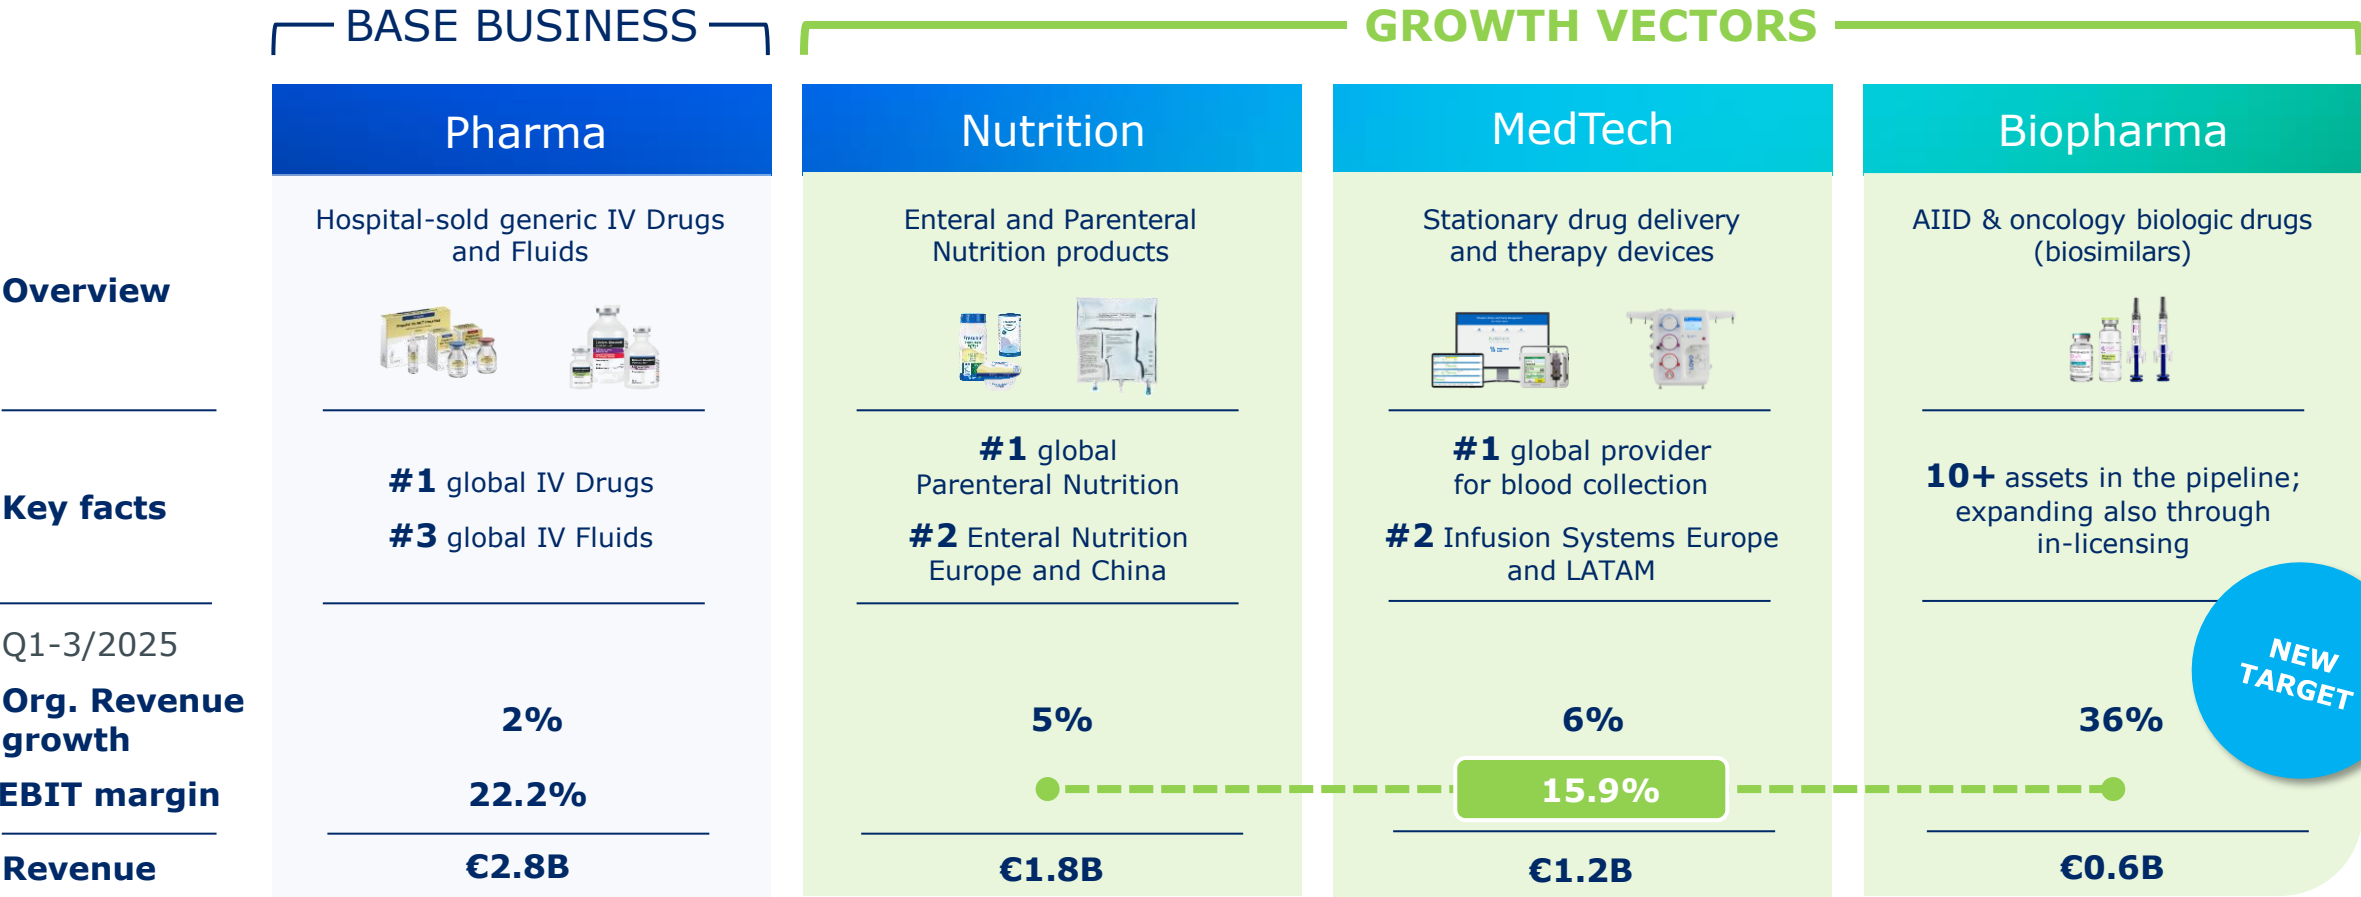 BASE BUSINESS
GROWTH VECTORS
Pharma
Nutrition
MedTech
Biopharma
Overview
Hospital-sold generic IV Drugs
and Fluids
Enteral and Parenteral
Nutrition products
Stationary drug delivery
and therapy devices
AIID & oncology biologic drugs
(biosimilars)
Key facts
#1 global IV Drugs
#3 global IV Fluids
#1 global
Parenteral Nutrition
#2 Enteral Nutrition
Europe and China
#1 global provider
for blood collection
#2 Infusion Systems Europe
and LATAM
10+ assets in the pipeline;
expanding also through
in-licensing
NEW
TARGET
Q1-3/2025
Org. Revenue
growth
2%
5%
6%
36%
EBIT margin
22.2%
15.9%
Revenue
€2.8B
€1.8B
€1.2B
€0.6B